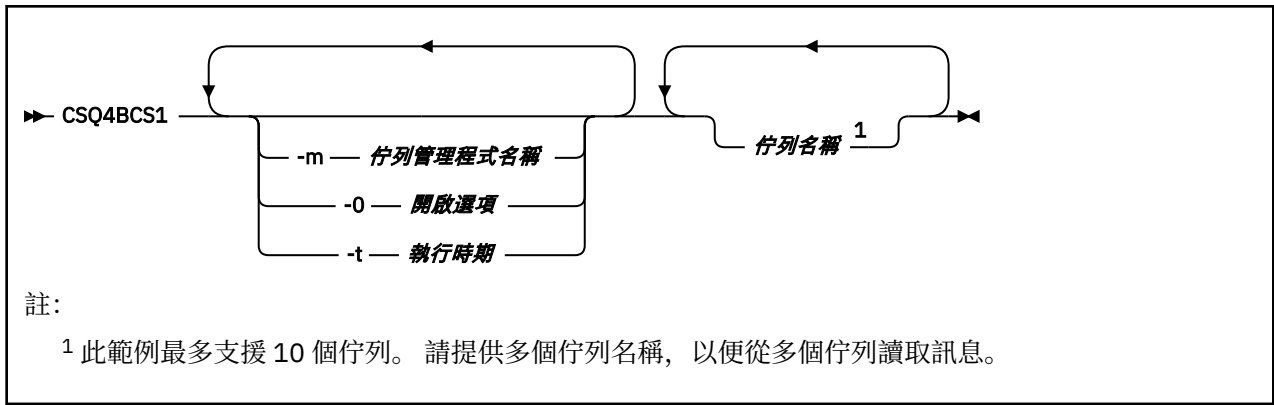 CSQ4BCS1
-m 佇列管理程式名稱
-0 開啟選項
-t 執行時期
佇列名稱 1
註：
1 此範例最多支援 10 個佇列。 請提供多個佇列名稱，以便從多個佇列讀取訊息。